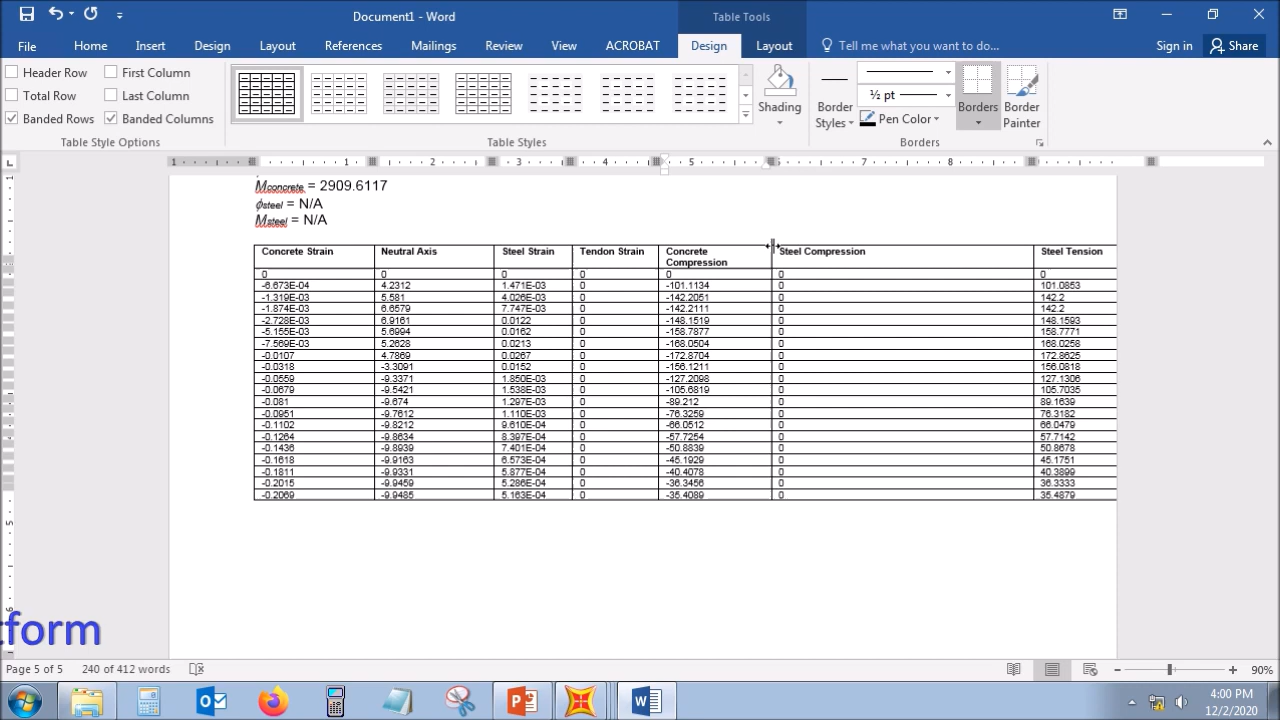 Document1 - Word
Table Tools
File Home Insert Design Layout References Mailings Review View ACROBAT Design Layout Tell me what you want to do... Sign in Share
Header Row First Column
Total Row Last Column
Banded Rows Banded Columns
Table Style Options
Table Styles
Shading
Border Styles
½ pt
Pen Color
Borders
Border Painter
Borders
Mconcrete = 2909.6117
ϕsteel = N/A
Msteel = N/A
Concrete Strain Neutral Axis Steel Strain Tendon Strain Concrete Compression Steel Compression Steel Tension
0 0 0 0 0 0 0
-6.673E-04 4.2312 1.471E-03 0 -101.1134 0 101.0853
-1.319E-03 5.581 4.026E-03 0 -142.2051 0 142.2
-1.874E-03 6.6579 7.747E-03 0 -142.2111 0 142.2
-2.728E-03 6.9161 0.0122 0 -148.1519 0 148.1593
-5.155E-03 5.6994 0.0162 0 -158.7877 0 158.7771
-7.569E-03 5.2628 0.0213 0 -168.0504 0 168.0258
-0.0107 4.7869 0.0267 0 -172.8704 0 172.8625
-0.0318 -3.3091 0.0152 0 -156.1211 0 156.0818
-0.0559 -9.3371 1.850E-03 0 -127.2098 0 127.1306
-0.0679 -9.5421 1.538E-03 0 -105.6819 0 105.7035
-0.081 -9.674 1.297E-03 0 -89.212 0 89.1639
-0.0951 -9.7612 1.110E-03 0 -76.3259 0 76.3182
-0.1102 -9.8212 9.610E-04 0 -66.0512 0 66.0479
-0.1264 -9.8634 8.397E-04 0 -57.7254 0 57.7142
-0.1436 -9.8939 7.401E-04 0 -50.8839 0 50.8678
-0.1618 -9.9163 6.573E-04 0 -45.1929 0 45.1751
-0.1811 -9.9331 5.877E-04 0 -40.4078 0 40.3899
-0.2015 -9.9459 5.286E-04 0 -36.3456 0 36.3333
-0.2069 -9.9485 5.163E-04 0 -35.4089 0 35.4879
tform
Page 5 of 5 240 of 412 words 90%
4:00 PM
12/2/2020